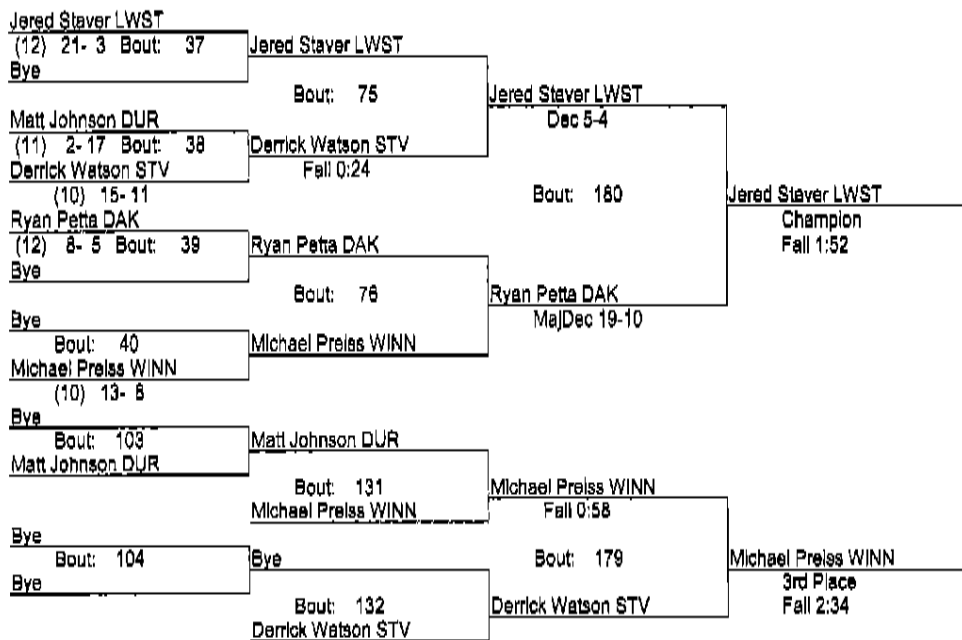 Jered Staver LWST
(12) 21- 3 Bout: 37
Bye
Jered Staver LWST
Bout: 75
Matt Johnson DUR
(11) 2- 17 Bout: 38
Derrick Watson STV
(10) 15- 11
Derrick Watson STV
Fall 0:24
Jered Staver LWST
Dec 5-4
Bout: 180
Ryan Petta DAK
(12) 8- 5 Bout: 39
Bye
Ryan Petta DAK
Bout: 76
Bye
Bout: 40
Michael Preiss WINN
(10) 13- 8
Michael Preiss WINN
Ryan Petta DAK
MajDec 19-10
Jered Staver LWST
Champion
Fall 1:52
Bye
Bout: 103
Matt Johnson DUR
Matt Johnson DUR
Bout: 131
Michael Preiss WINN
Michael Preiss WINN
Fall 0:58
Bye
Bout: 104
Bye
Bye
Bout: 132
Derrick Watson STV
Bout: 179
Derrick Watson STV
Michael Preiss WINN
3rd Place
Fall 2:34